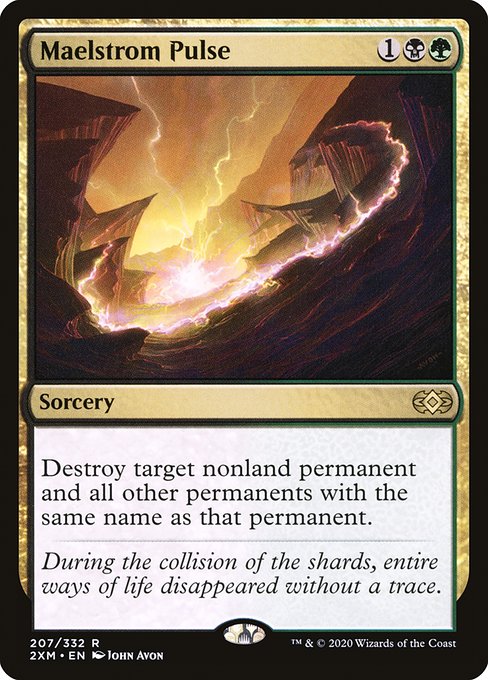 Maelstrom Pulse 1
Sorcery
Destroy target nonland permanent
and all other permanents with the
same name as that permanent.
During the collision of the shards, entire
ways of life disappeared without a trace.
207/332 R
2XM • EN JOHN AVON
™ & © 2020 Wizards of the Coast